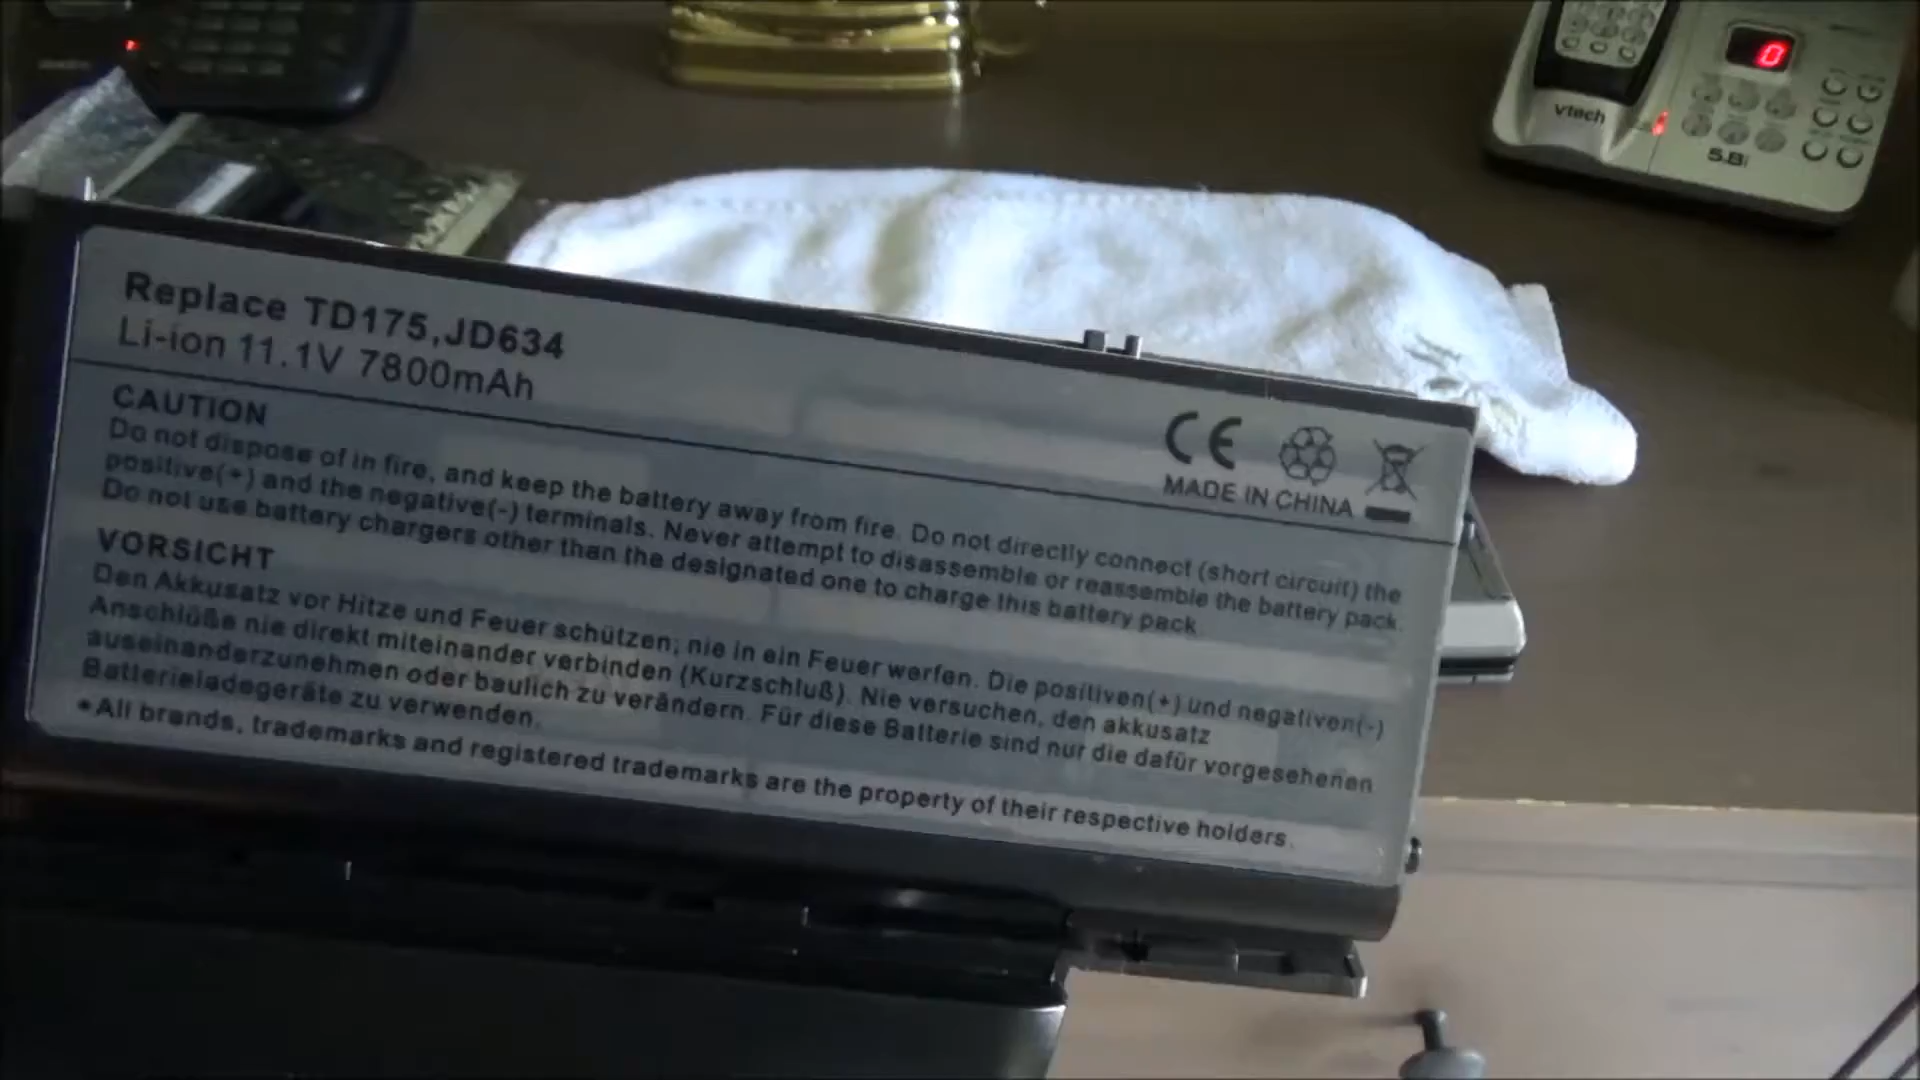 0
vtech
5.8
Replace TD175,JD634
Li-ion 11.1V 7800mAh
CE
MADE IN CHINA
CAUTION
Do not dispose of in fire, and keep the battery away from fire. Do not directly connect (short circuit) the
positive(+) and the negative(-) terminals. Never attempt to disassemble or reassemble the battery pack.
Do not use battery chargers other than the designated one to charge this battery pack
VORSICHT
Den Akkusatz vor Hitze und Feuer schützen; nie in ein Feuer werfen. Die positiven(+) und negativen(-)
Anschlüße nie direkt miteinander verbinden (Kurzschluß). Nie versuchen, den akkusatz
auseinanderzunehmen oder baulich zu verändern. Für diese Batterie sind nur die dafür vorgesehenen
Batterieladegeräte zu verwenden.
•All brands, trademarks and registered trademarks are the property of their respective holders.